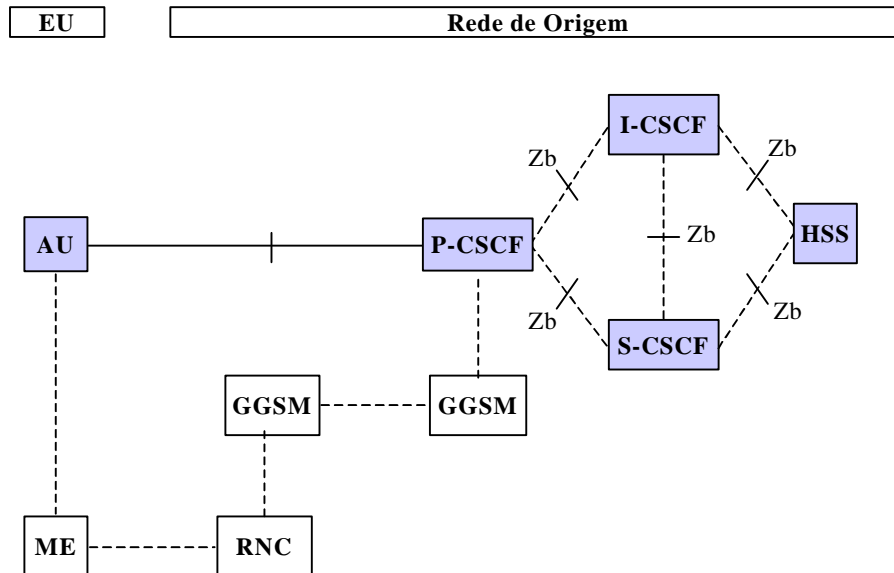 EU
Rede de Origem
I-CSCF
Zb
Zb
AU
P-CSCF
Zb
HSS
Zb
Zb
S-CSCF
GGSM
GGSM
ME
RNC